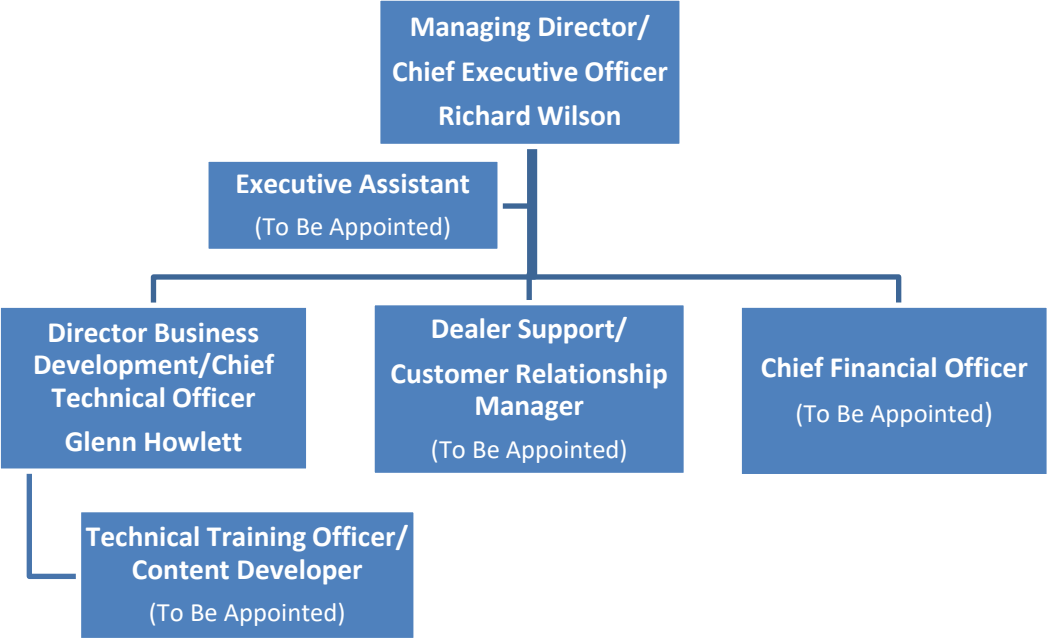 Managing Director/
Chief Executive Officer
Richard Wilson
Executive Assistant
(To Be Appointed)
Director Business
Development/Chief
Technical Officer
Glenn Howlett
Dealer Support/
Customer Relationship
Manager
(To Be Appointed)
Chief Financial Officer
(To Be Appointed)
Technical Training Officer/
Content Developer
(To Be Appointed)